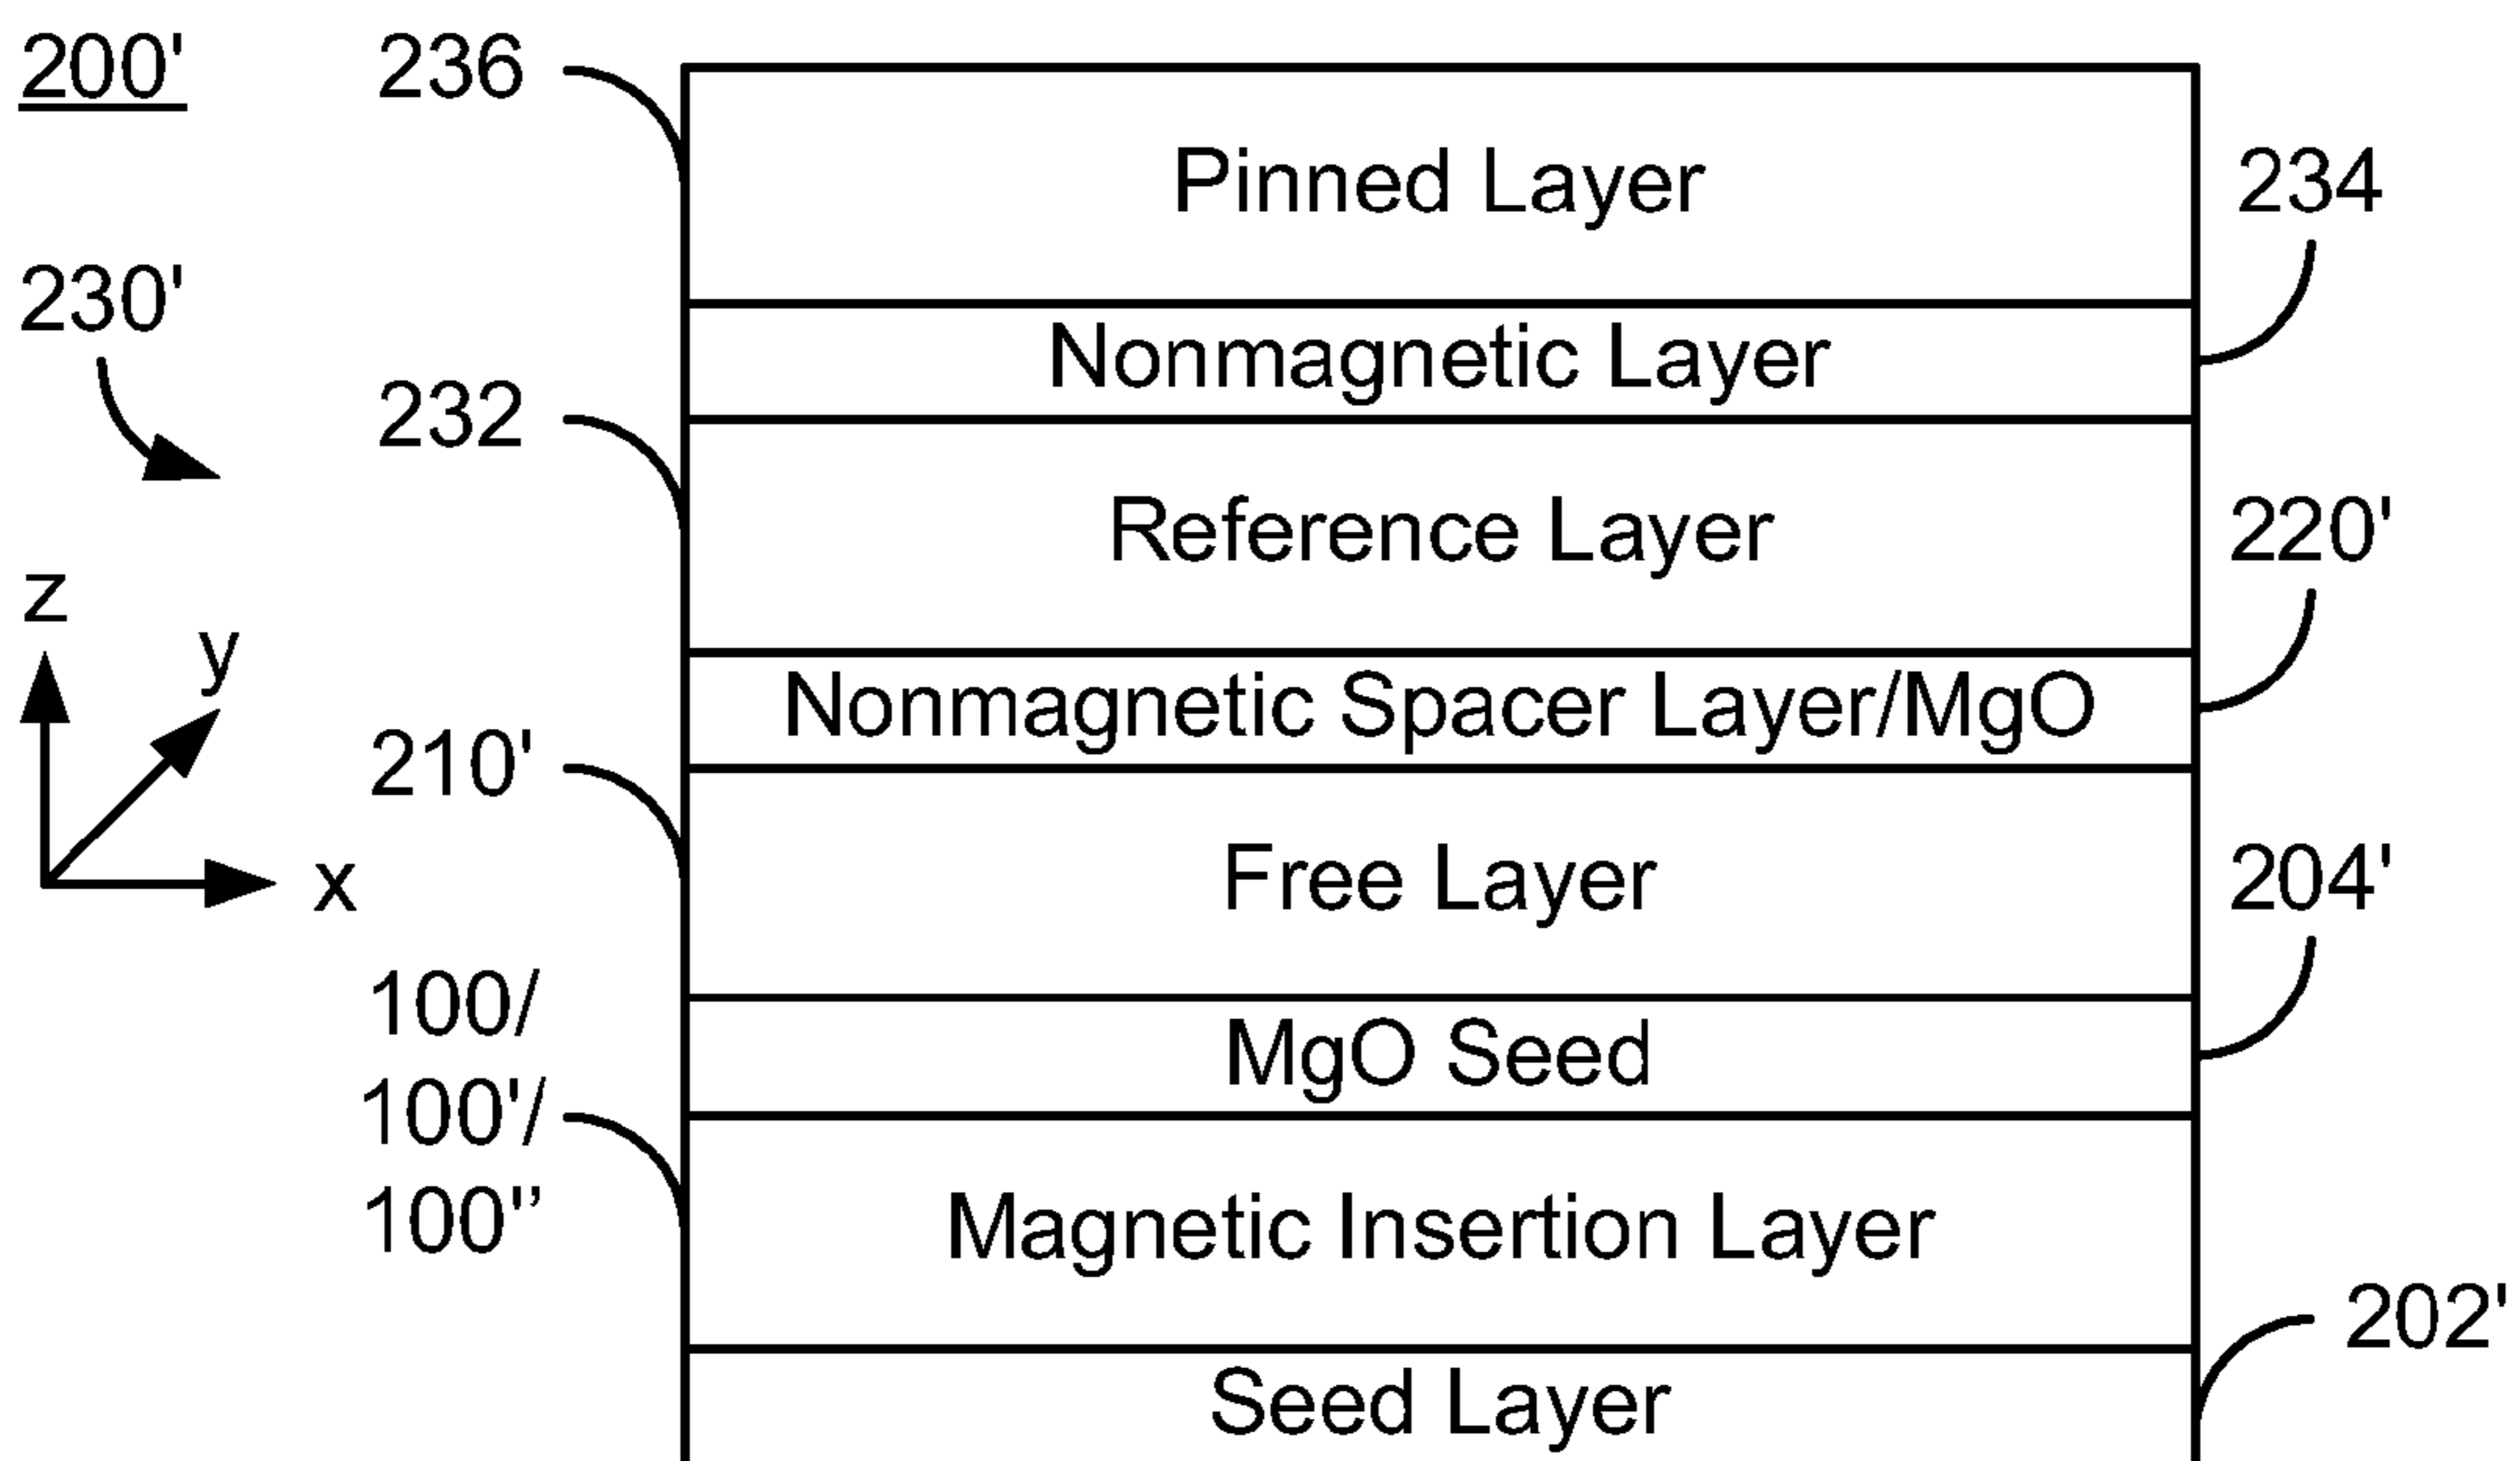 200'
236
Pinned Layer
234
230'
Nonmagnetic Layer
232
Reference Layer
220'
z
y
x
Nonmagnetic Spacer Layer/MgO
210'
Free Layer
204'
100/
100'/
100"
MgO Seed
Magnetic Insertion Layer
202'
Seed Layer